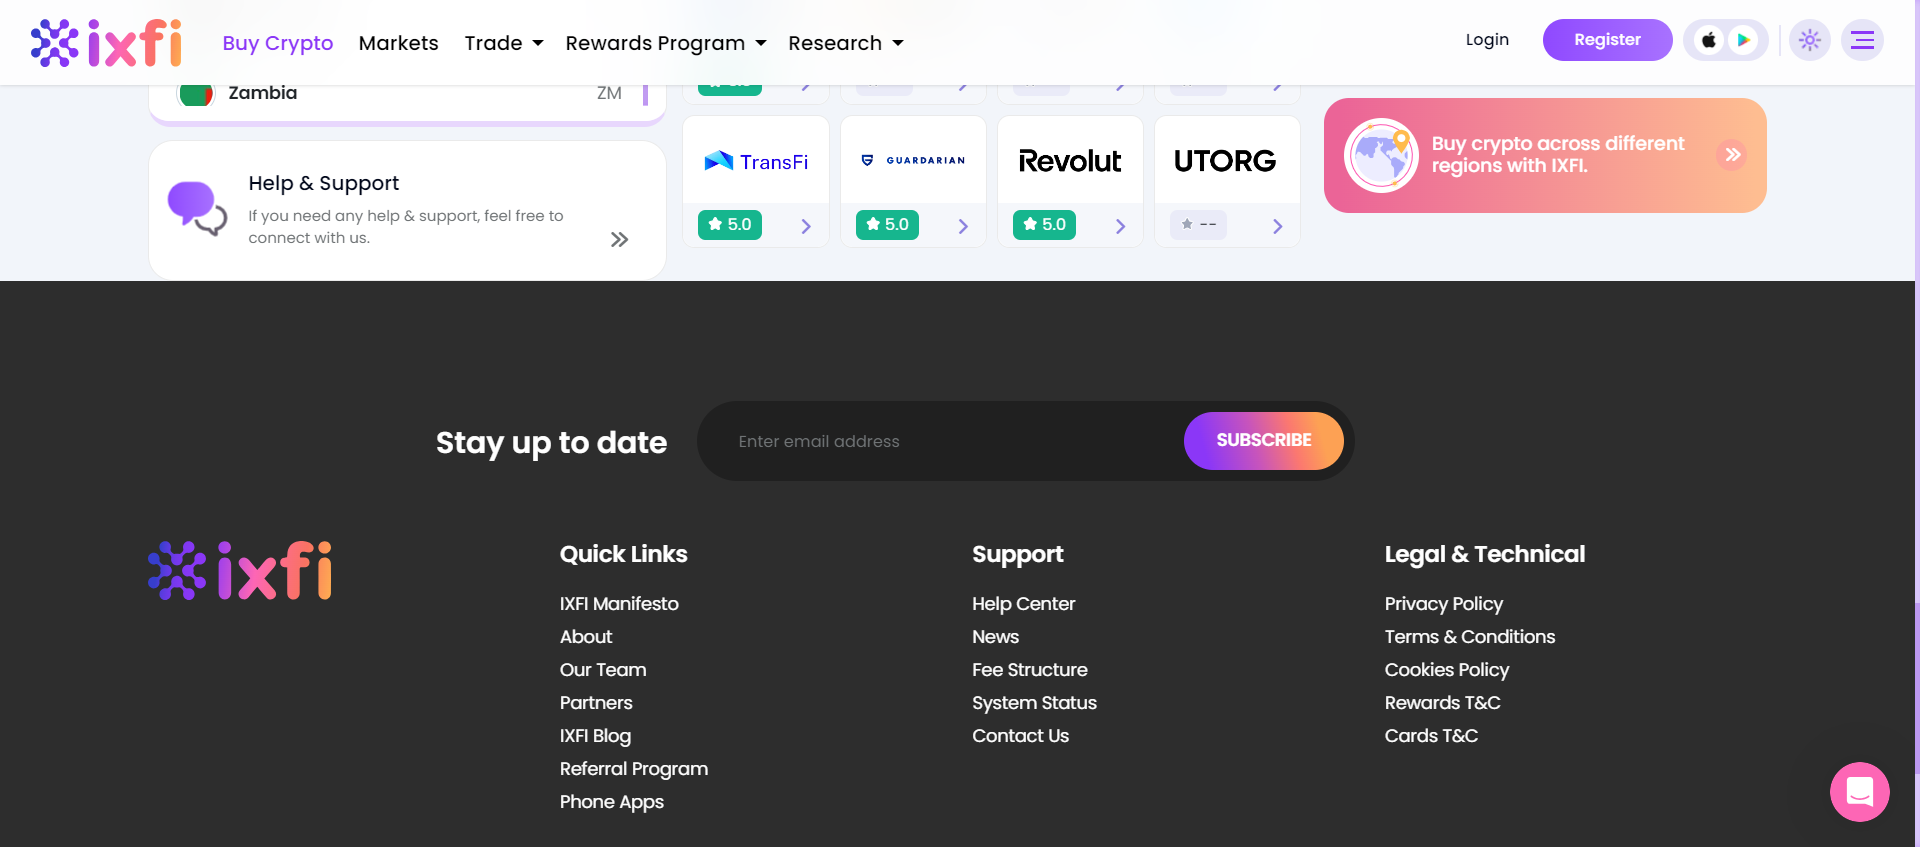 ixfi
Buy Crypto
Markets
Trade
Rewards Program
Research
Login
Register
Zambia
ZM
Help & Support
If you need any help & support, feel free to
connect with us.
TransFi
5.0
GUARDARIAN
5.0
Revolut
5.0
UTORG
--
Buy crypto across different
regions with IXFI.
Stay up to date
Enter email address
SUBSCRIBE
ixfi
Quick Links
IXFI Manifesto
About
Our Team
Partners
IXFI Blog
Referral Program
Phone Apps
Support
Help Center
News
Fee Structure
System Status
Contact Us
Legal & Technical
Privacy Policy
Terms & Conditions
Cookies Policy
Rewards T&C
Cards T&C